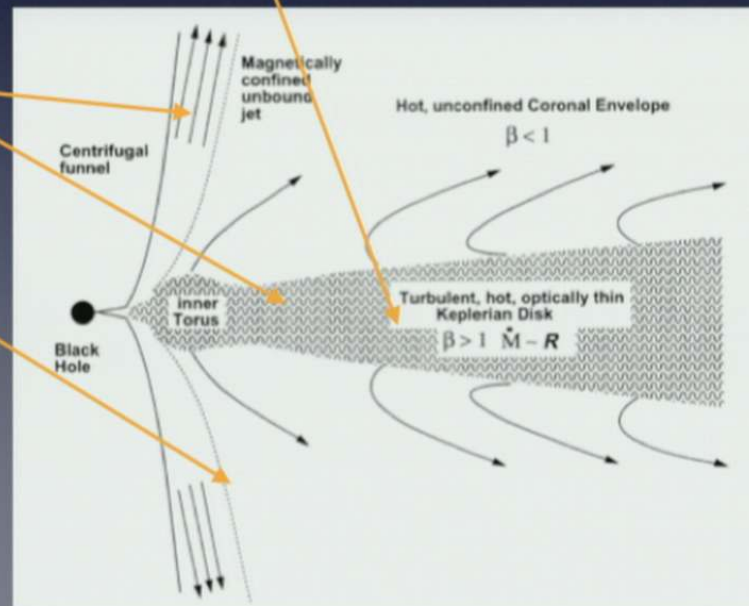 Magnetically
confined
unbound
jet
Hot, unconfined Coronal Envelope
β < 1
Centrifugal
funnel
inner
Torus
Turbulent, hot, optically thin
Keplerian Disk
β > 1 Ṁ ~ R
Black
Hole